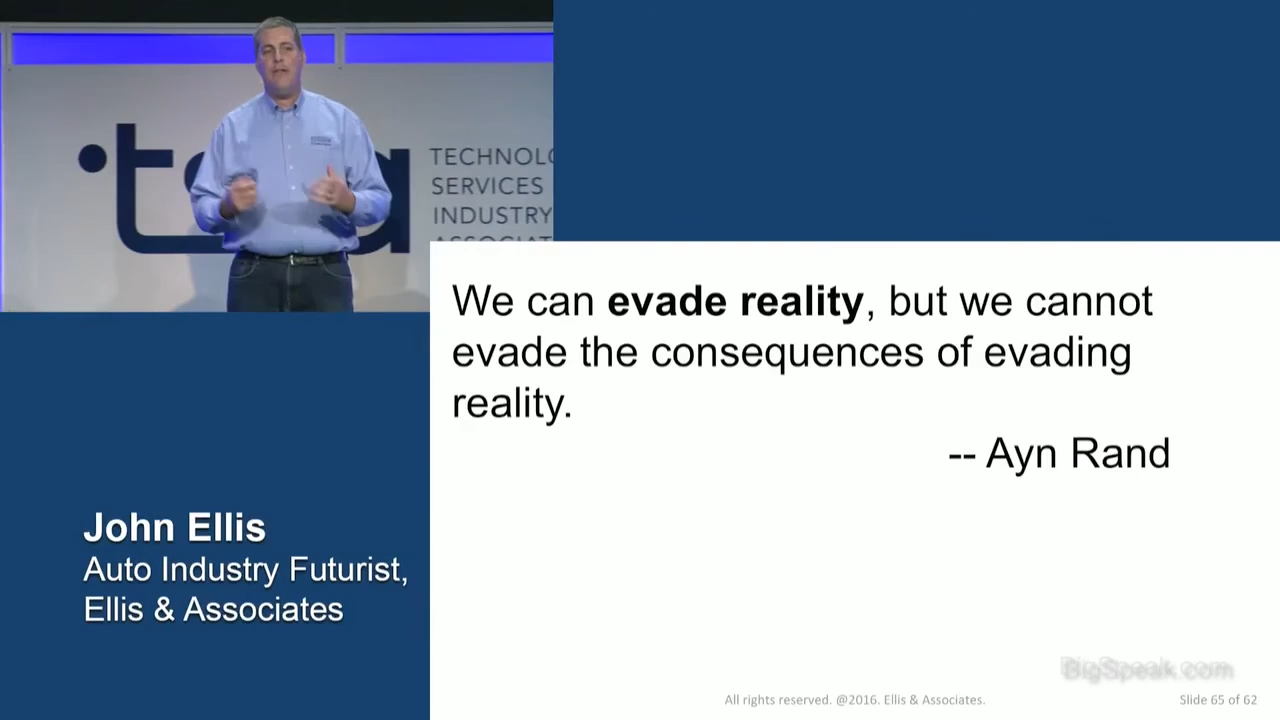 TECHNOLO
SERVICES
INDUSTRY
We can evade reality, but we cannot
evade the consequences of evading
reality.
-- Ayn Rand
John Ellis
Auto Industry Futurist,
Ellis & Associates
BigSpeak.com
All rights reserved. @2016. Ellis & Associates.
Slide 65 of 62